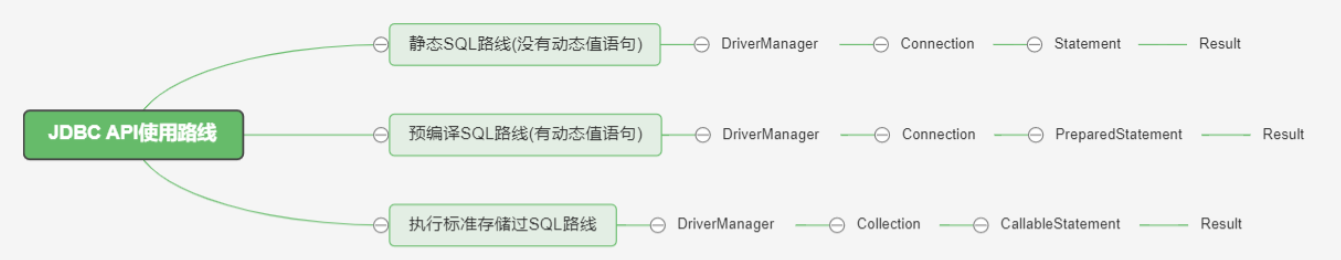 静态SQL路线(没有动态值语句) DriverManager Connection Statement Result
JDBC API使用路线 预编译SQL路线(有动态值语句) DriverManager Connection PreparedStatement Result
执行标准存储过SQL路线 DriverManager Collection CallableStatement Result